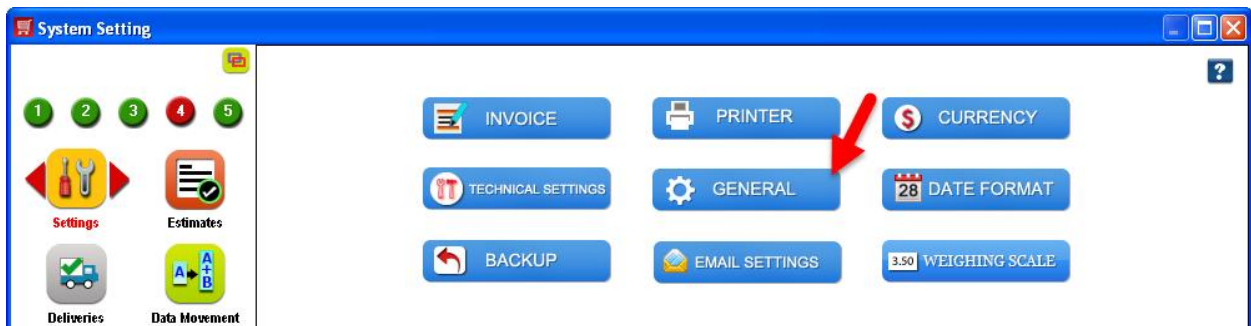 System Setting
?
1 2 3 4 5
Settings Estimates
Deliveries Data Movement
A A+B
INVOICE PRINTER $ CURRENCY
TECHNICAL SETTINGS GENERAL 28 DATE FORMAT
BACKUP EMAIL SETTINGS 3.50 WEIGHING SCALE